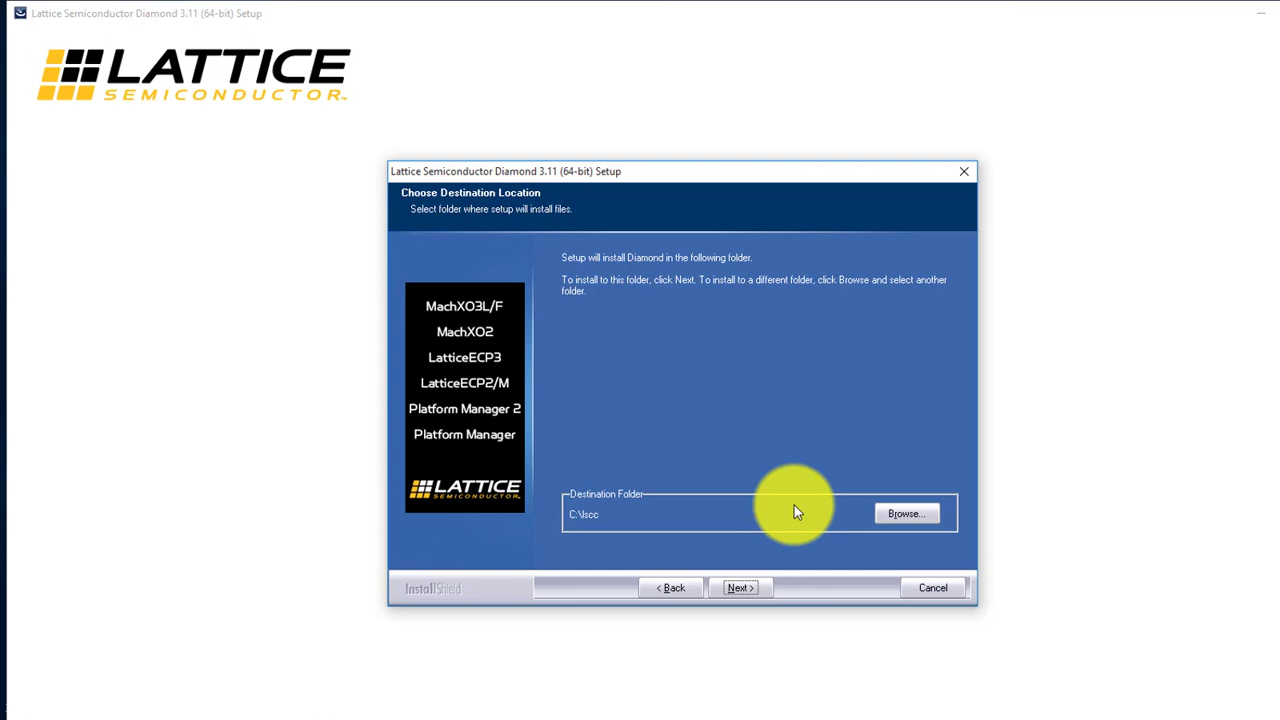 Lattice Semiconductor Diamond 3.11 (64-bit) Setup
LATTICE
SEMICONDUCTOR™
Lattice Semiconductor Diamond 3.11 (64-bit) Setup
Choose Destination Location
Select folder where setup will install files.
Setup will install Diamond in the following folder.
To install to this folder, click Next. To install to a different folder, click Browse and select another
folder.
MachXO3L/F
MachXO2
LatticeECP3
LatticeECP2/M
Platform Manager 2
Platform Manager
LATTICE
SEMICONDUCTOR
Destination Folder
C:\lscc
Browse...
InstallShield
< Back
Next >
Cancel